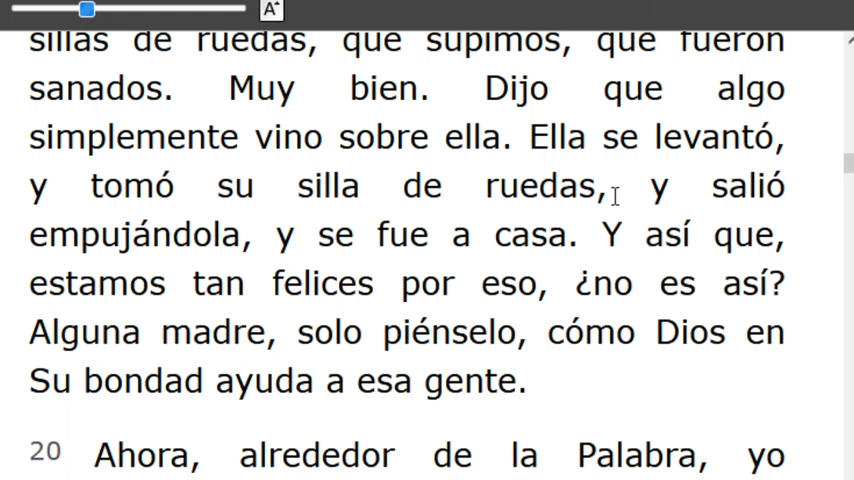 A
sillas de ruedas, que supimos, que fueron
sanados. Muy bien. Dijo que algo
simplemente vino sobre ella. Ella se levantó,
y tomó su silla de ruedas, y salió
empujándola, y se fue a casa. Y así que,
estamos tan felices por eso, ¿no es así?
Alguna madre, solo piénselo, cómo Dios en
Su bondad ayuda a esa gente.
20 Ahora, alrededor de la Palabra, yo